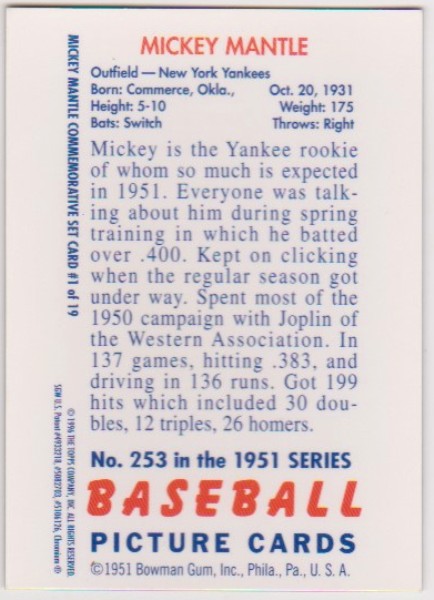 MICKEY MANTLE
Outfield — New York Yankees
Born: Commerce, Okla., Oct. 20, 1931
Height: 5-10 Weight: 175
Bats: Switch Throws: Right
Mickey is the Yankee rookie
of whom so much is expected
in 1951. Everyone was talk-
ing about him during spring
training in which he batted
over .400. Kept on clicking
when the regular season got
under way. Spent most of the
1950 campaign with Joplin of
the Western Association. In
137 games, hitting .383, and
driving in 136 runs. Got 199
hits which included 30 dou-
bles, 12 triples, 26 homers.
No. 253 in the 1951 SERIES
BASEBALL
PICTURE CARDS
©1951 Bowman Gum, Inc., Phila., Pa., U. S. A.
MICKEY MANTLE COMMEMORATIVE SET CARD #1 of 19
© 1996 THE TOPPS COMPANY, INC. ALL RIGHTS RESERVED.
SGW U.S. Patent #4933218, #5082703, #5106126, Chromium ®